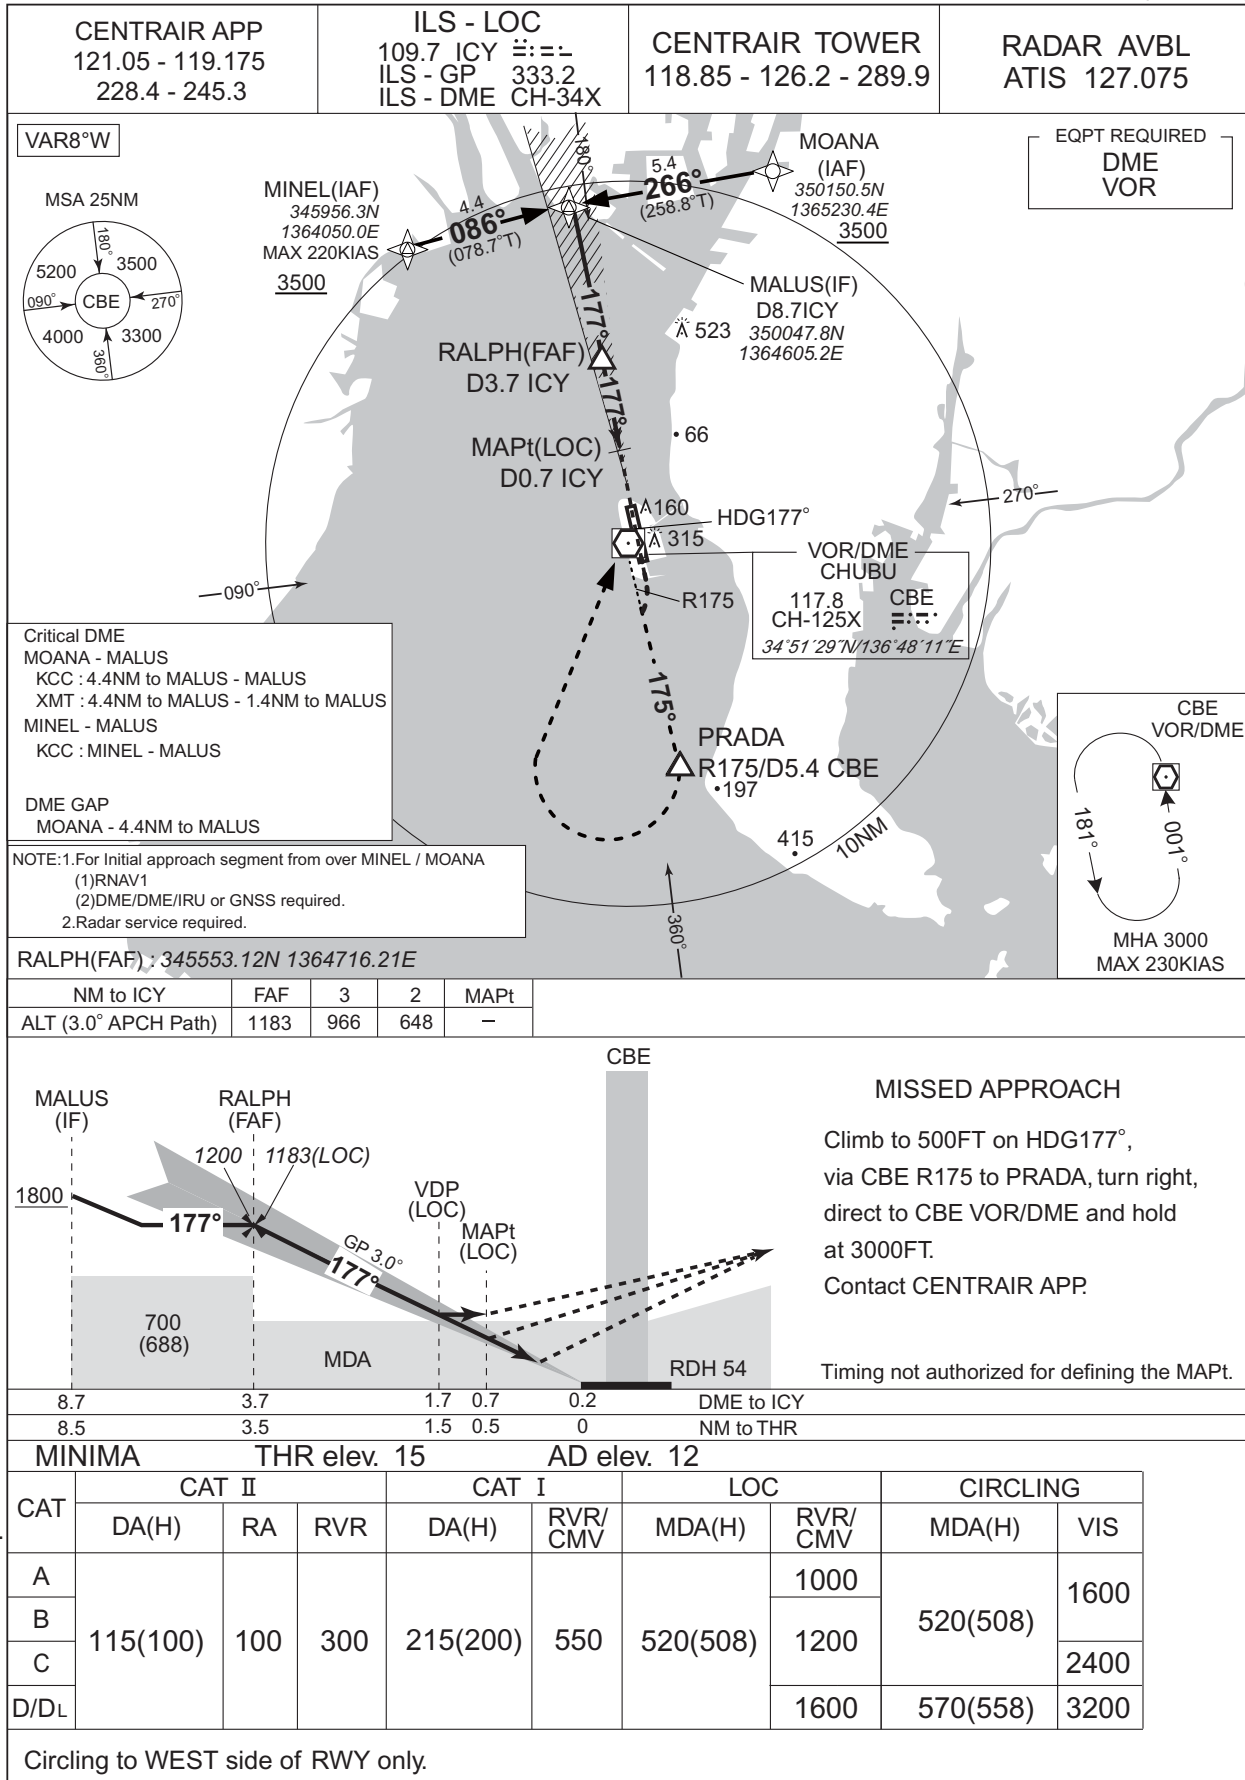 CENTRAIR APP
121.05 - 119.175
228.4 - 245.3
ILS - LOC
109.7 ICY
ILS - GP 333.2
ILS - DME CH-34X
CENTRAIR TOWER
118.85 - 126.2 - 289.9
RADAR AVBL
ATIS 127.075
VAR8°W
EQPT REQUIRED
DME
VOR
MSA 25NM
180°
5200
3500
090°
CBE
270°
4000
3300
360°
MINEL(IAF)
345956.3N
1364050.0E
MAX 220KIAS
3500
4.4
086°
(078.7°T)
180°
5.4
266°
(258.8°T)
MOANA
(IAF)
350150.5N
1365230.4E
3500
MALUS(IF)
D8.7ICY
350047.8N
1364605.2E
523
177°
RALPH(FAF)
D3.7 ICY
177°
66
MAPt(LOC)
D0.7 ICY
160
HDG177°
315
270°
VOR/DME
CHUBU
117.8 CBE
CH-125X
34°51´29˝N/136°48´11˝E
090°
R175
175°
PRADA
R175/D5.4 CBE
197
415
10NM
360°
Critical DME
MOANA - MALUS
KCC : 4.4NM to MALUS - MALUS
XMT : 4.4NM to MALUS - 1.4NM to MALUS
MINEL - MALUS
KCC : MINEL - MALUS
DME GAP
MOANA - 4.4NM to MALUS
NOTE:1.For Initial approach segment from over MINEL / MOANA
(1)RNAV1
(2)DME/DME/IRU or GNSS required.
2.Radar service required.
RALPH(FAF) : 345553.12N 1364716.21E
CBE
VOR/DME
181°
001°
MHA 3000
MAX 230KIAS
NM to ICY FAF 3 2 MAPt
ALT (3.0° APCH Path) 1183 966 648 –
CBE
MALUS
(IF)
RALPH
(FAF)
1200 1183(LOC)
1800
177°
GP 3.0°
177°
VDP
(LOC)
MAPt
(LOC)
700
(688)
MDA
RDH 54
MISSED APPROACH
Climb to 500FT on HDG177°,
via CBE R175 to PRADA, turn right,
direct to CBE VOR/DME and hold
at 3000FT.
Contact CENTRAIR APP.
Timing not authorized for defining the MAPt.
8.7 3.7 1.7 0.7 0.2 DME to ICY
8.5 3.5 1.5 0.5 0 NM to THR
MINIMA THR elev. 15 AD elev. 12
CAT CAT II CAT I LOC CIRCLING
DA(H) RA RVR DA(H) RVR/CMV MDA(H) RVR/CMV MDA(H) VIS
A 1000 1600
B 115(100) 100 300 215(200) 550 520(508) 1200 520(508)
C 2400
D/DL 1600 570(558) 3200
Circling to WEST side of RWY only.